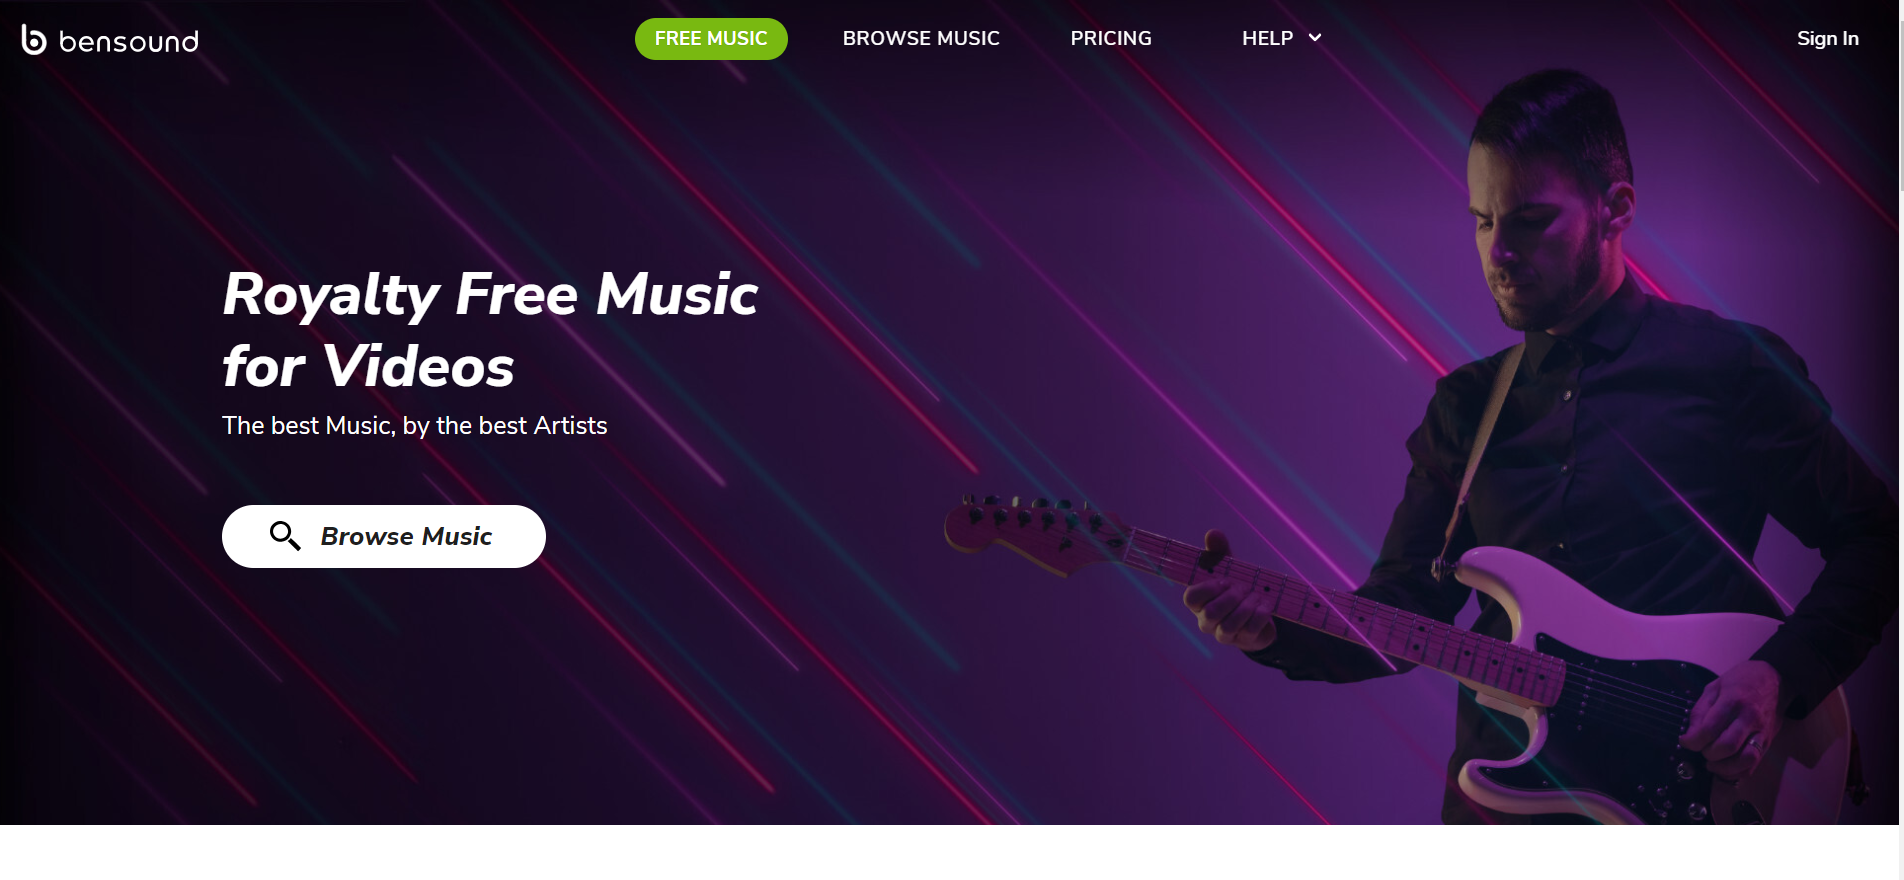 bensound
FREE MUSIC
BROWSE MUSIC
PRICING
HELP
Sign In
Royalty Free Music
for Videos
The best Music, by the best Artists
Browse Music